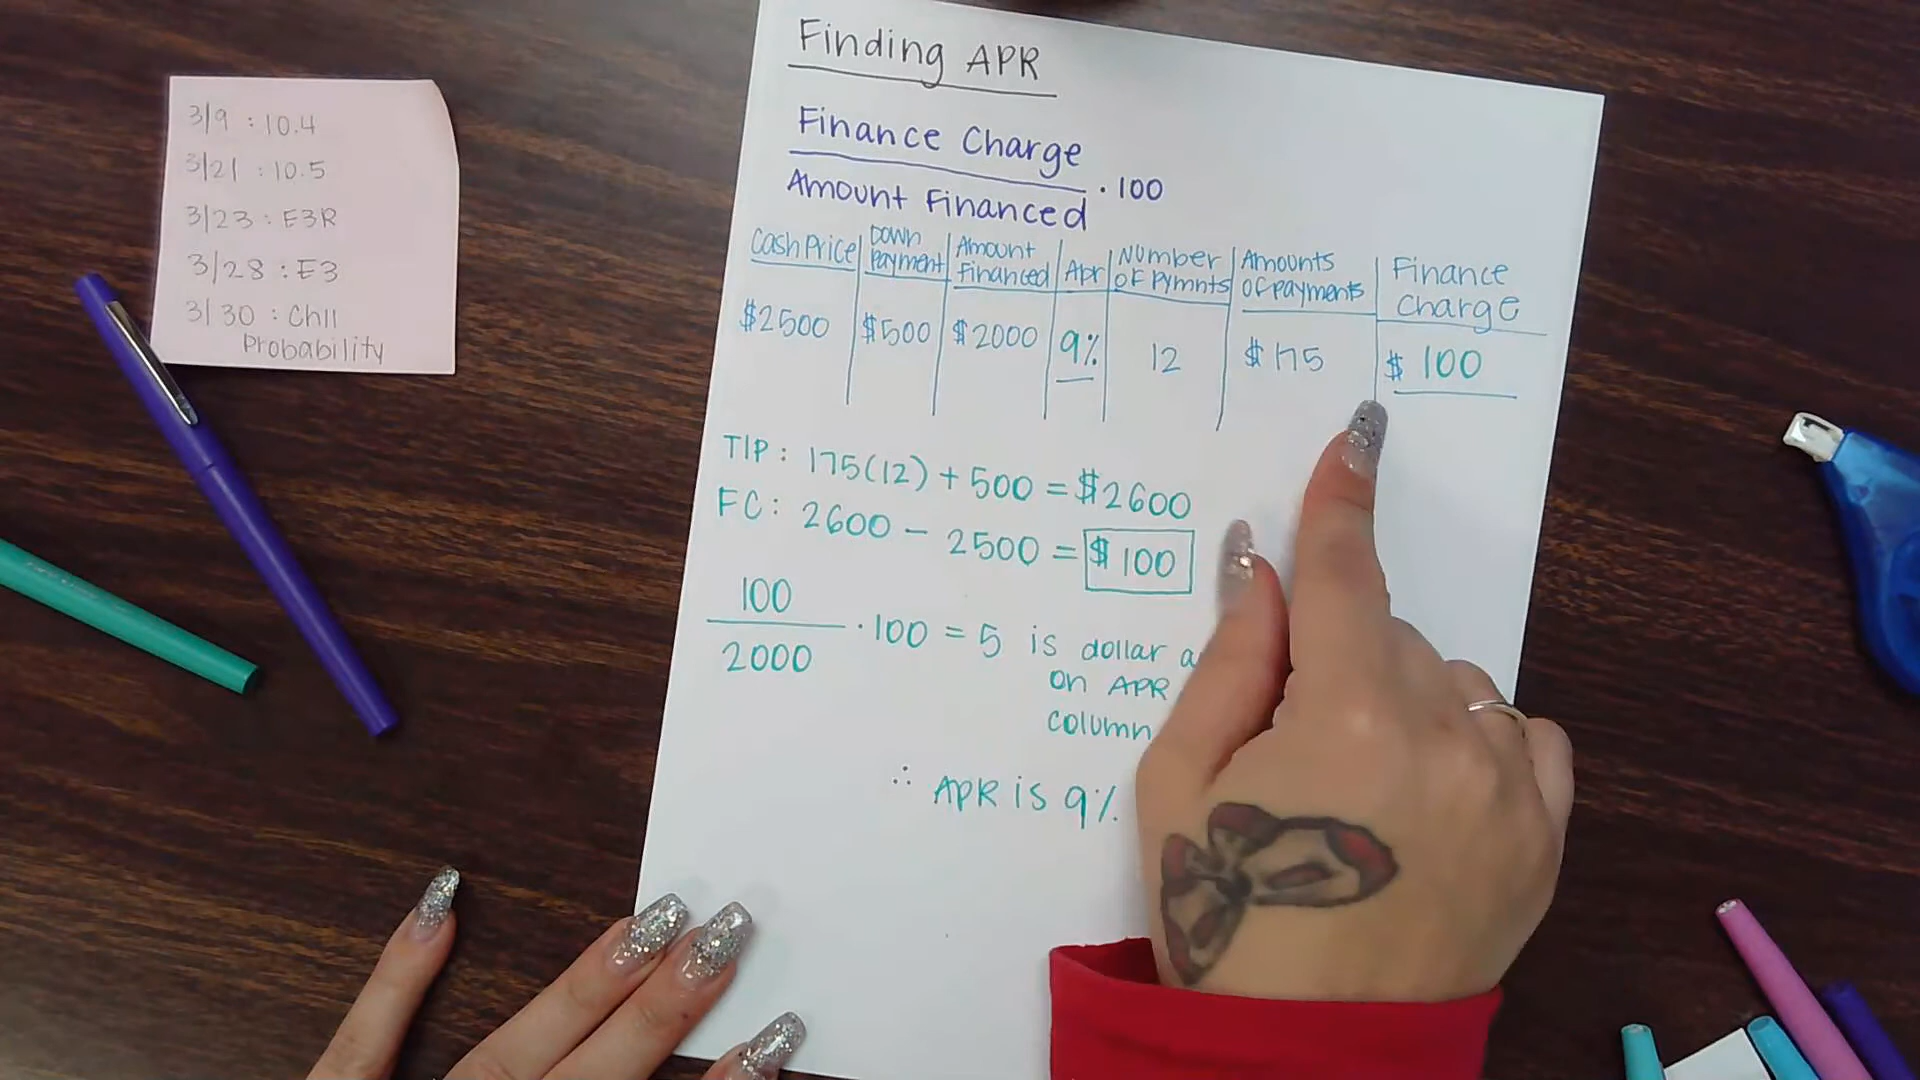 3/9 : 10.4
3/21 : 10.5
3/23 : E3R
3/28 : E3
3/30 : Ch11
Probability
Finding APR
Finance Charge
Amount Financed · 100
Cash Price | Down Payment | Amount Financed | Apr | Number of Pymnts | Amounts of payments | Finance Charge
$2500 | $500 | $2000 | 9% | 12 | $175 | $100
TIP: 175(12) + 500 = $2600
FC: 2600 - 2500 = $100
100
2000 · 100 = 5 is dollar
on APR
column
∴ APR is 9%